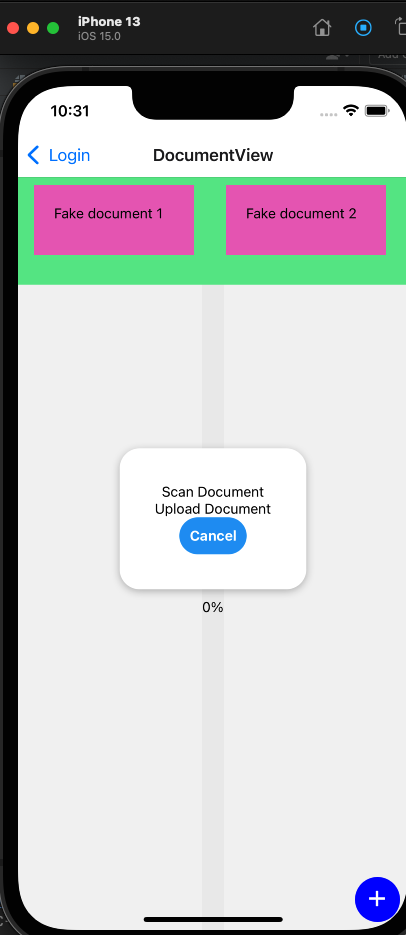 iPhone 13
iOS 15.0
10:31
Login
DocumentView
Fake document 1
Fake document 2
Scan Document
Upload Document
Cancel
0%
+